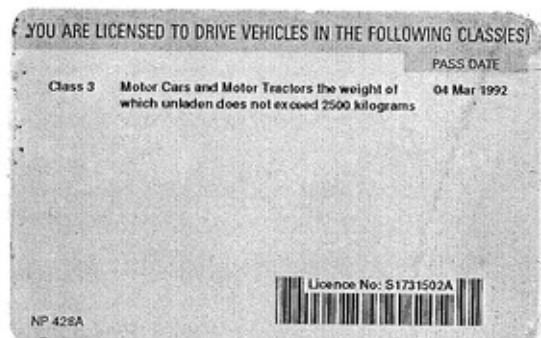 YOU ARE LICENSED TO DRIVE VEHICLES IN THE FOLLOWING CLASS(ES)
PASS DATE
Class 3 Motor Cars and Motor Tractors the weight of 04 Mar 1992
which unladen does not exceed 2500 kilograms
Licence No: S1731502A
NP 428A